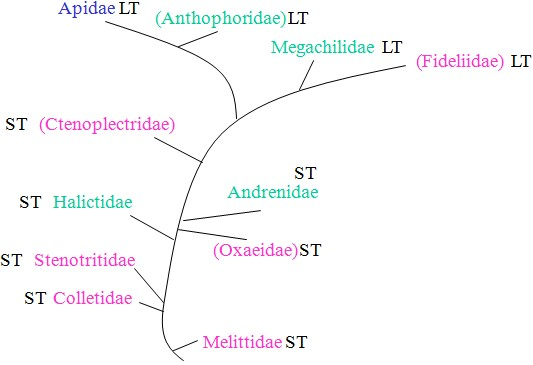 Apidae LT
(Anthophoridae)LT
Megachilidae LT
(Fideliidae) LT
ST (Ctenoplectridae)
ST
Andrenidae
ST Halictidae
(Oxaeidae)ST
ST Stenotritidae
ST Colletidae
Melittidae ST